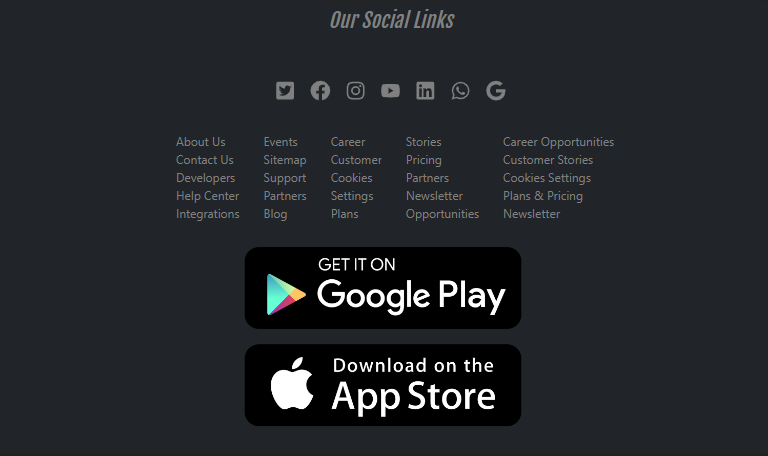 Our Social Links
About Us
Contact Us
Developers
Help Center
Integrations
Events
Sitemap
Support
Partners
Blog
Career
Customer
Cookies
Settings
Plans
Stories
Pricing
Partners
Newsletter
Opportunities
Career Opportunities
Customer Stories
Cookies Settings
Plans & Pricing
Newsletter
GET IT ON
Google Play
Download on the
App Store